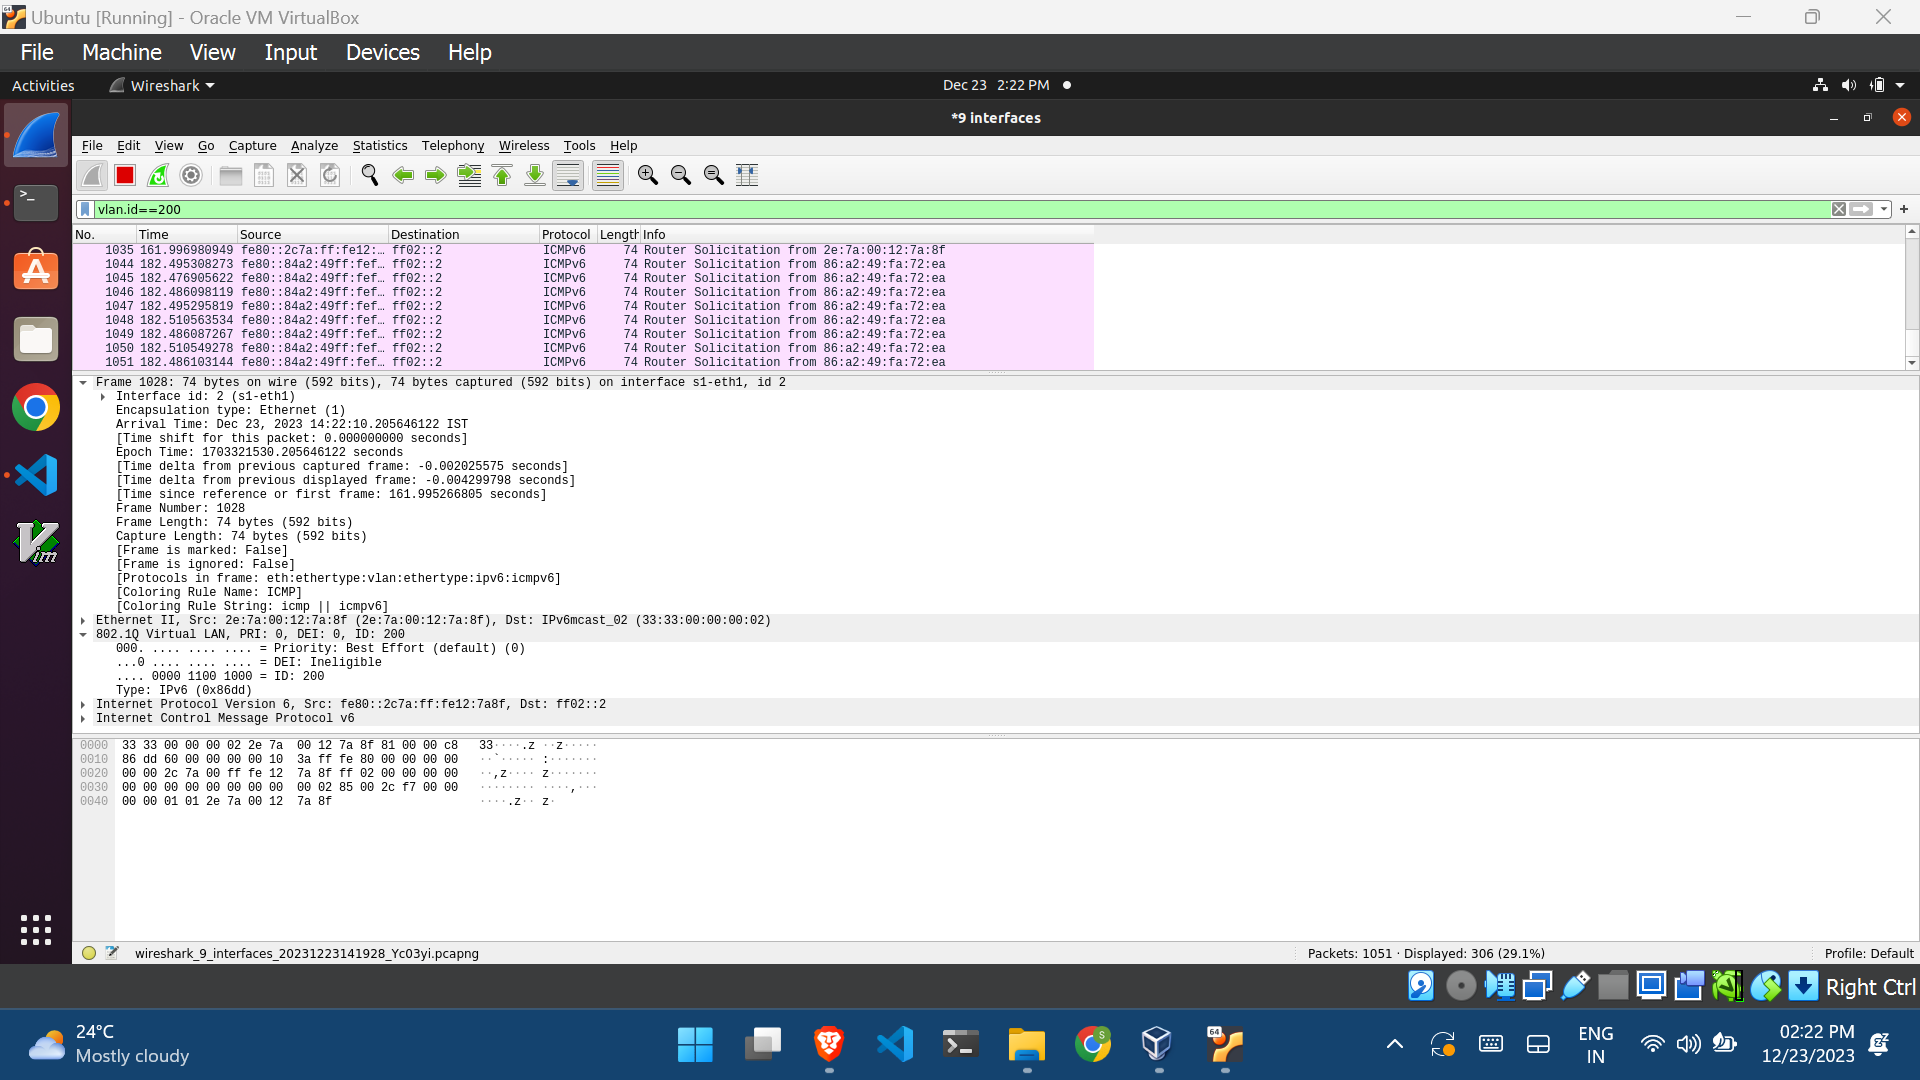 Ubuntu [Running] - Oracle VM VirtualBox
File Machine View Input Devices Help
Activities Wireshark Dec 23 2:22 PM
*9 interfaces
File Edit View Go Capture Analyze Statistics Telephony Wireless Tools Help
vlan.id==200
No. Time Source Destination Protocol Length Info
1035 161.996980949 fe80::2c7a:ff:fe12:… ff02::2 ICMPv6 74 Router Solicitation from 2e:7a:00:12:7a:8f
1044 182.495308273 fe80::84a2:49ff:fef… ff02::2 ICMPv6 74 Router Solicitation from 86:a2:49:fa:72:ea
1045 182.476905622 fe80::84a2:49ff:fef… ff02::2 ICMPv6 74 Router Solicitation from 86:a2:49:fa:72:ea
1046 182.486098119 fe80::84a2:49ff:fef… ff02::2 ICMPv6 74 Router Solicitation from 86:a2:49:fa:72:ea
1047 182.495295819 fe80::84a2:49ff:fef… ff02::2 ICMPv6 74 Router Solicitation from 86:a2:49:fa:72:ea
1048 182.510563534 fe80::84a2:49ff:fef… ff02::2 ICMPv6 74 Router Solicitation from 86:a2:49:fa:72:ea
1049 182.486087267 fe80::84a2:49ff:fef… ff02::2 ICMPv6 74 Router Solicitation from 86:a2:49:fa:72:ea
1050 182.510549278 fe80::84a2:49ff:fef… ff02::2 ICMPv6 74 Router Solicitation from 86:a2:49:fa:72:ea
1051 182.486103144 fe80::84a2:49ff:fef… ff02::2 ICMPv6 74 Router Solicitation from 86:a2:49:fa:72:ea
Frame 1028: 74 bytes on wire (592 bits), 74 bytes captured (592 bits) on interface s1-eth1, id 2
Interface id: 2 (s1-eth1)
Encapsulation type: Ethernet (1)
Arrival Time: Dec 23, 2023 14:22:10.205646122 IST
[Time shift for this packet: 0.000000000 seconds]
Epoch Time: 1703321530.205646122 seconds
[Time delta from previous captured frame: -0.002025575 seconds]
[Time delta from previous displayed frame: -0.004299798 seconds]
[Time since reference or first frame: 161.995266805 seconds]
Frame Number: 1028
Frame Length: 74 bytes (592 bits)
Capture Length: 74 bytes (592 bits)
[Frame is marked: False]
[Frame is ignored: False]
[Protocols in frame: eth:ethertype:vlan:ethertype:ipv6:icmpv6]
[Coloring Rule Name: ICMP]
[Coloring Rule String: icmp || icmpv6]
Ethernet II, Src: 2e:7a:00:12:7a:8f (2e:7a:00:12:7a:8f), Dst: IPv6mcast_02 (33:33:00:00:00:02)
802.1Q Virtual LAN, PRI: 0, DEI: 0, ID: 200
000. .... .... .... = Priority: Best Effort (default) (0)
...0 .... .... .... = DEI: Ineligible
.... 0000 1100 1000 = ID: 200
Type: IPv6 (0x86dd)
Internet Protocol Version 6, Src: fe80::2c7a:ff:fe12:7a8f, Dst: ff02::2
Internet Control Message Protocol v6
0000 33 33 00 00 00 02 2e 7a 00 12 7a 8f 81 00 00 c8 33····.z ··z·····
0010 86 dd 60 00 00 00 00 10 3a ff fe 80 00 00 00 00 ··`····· :·······
0020 00 00 2c 7a 00 ff fe 12 7a 8f ff 02 00 00 00 00 ··,z···· z·······
0030 00 00 00 00 00 00 00 00 00 02 85 00 2c f7 00 00 ········ ····,···
0040 00 00 01 01 2e 7a 00 12 7a 8f ····.z·· z·
wireshark_9_interfaces_20231223141928_Yc03yi.pcapng Packets: 1051 · Displayed: 306 (29.1%) Profile: Default
Right Ctrl
24°C
Mostly cloudy
ENG
IN
02:22 PM
12/23/2023